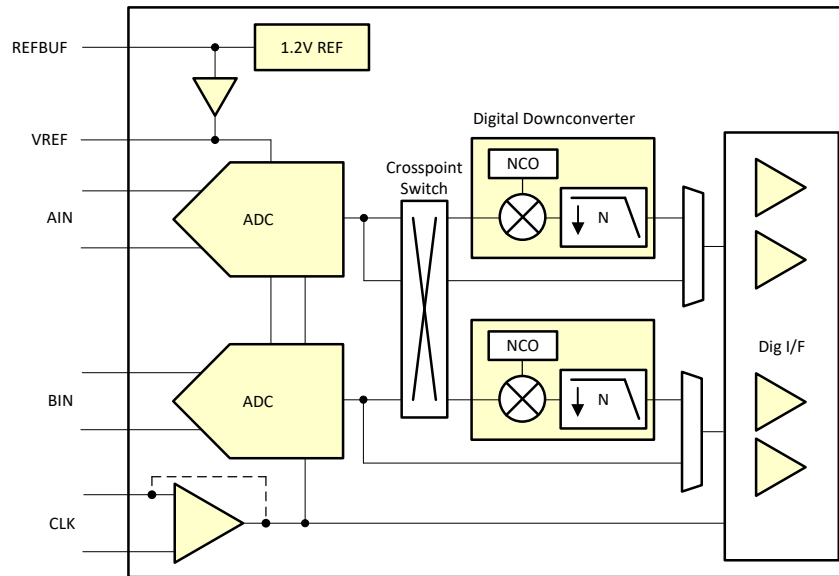 REFBUF
1.2V REF
VREF
Digital Downconverter
NCO
Crosspoint
Switch
AIN
ADC
N
NCO
Dig I/F
BIN
ADC
N
CLK